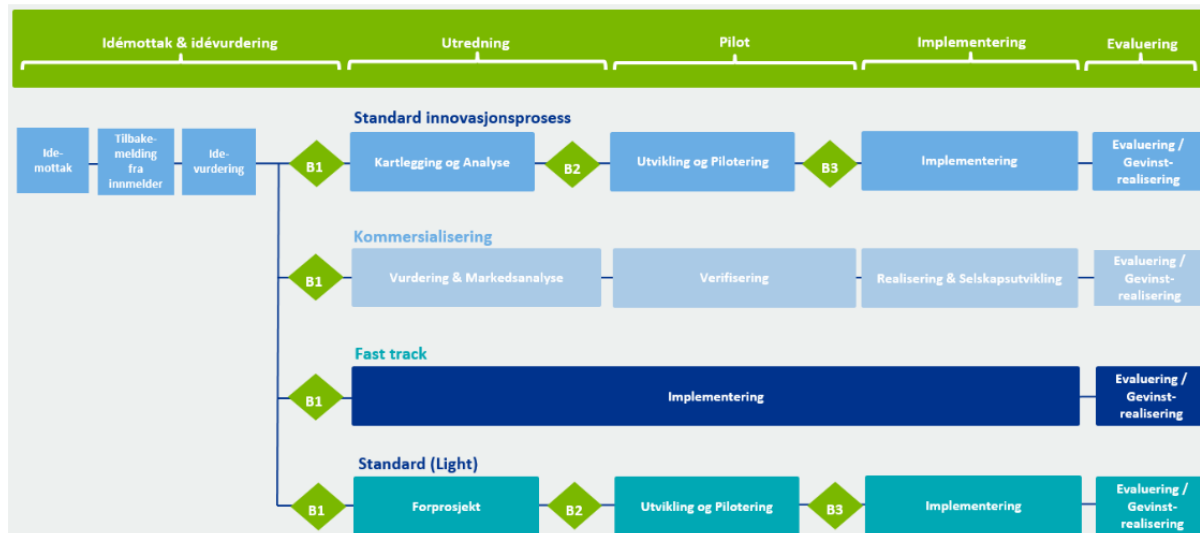 Idémottak & idévurdering
Utredning
Pilot
Implementering
Evaluering
Standard innovasjonsprosess
Ide-
mottak
Tilbake-
melding
fra
innmelder
Ide-
vurdering
B1
Kartlegging og Analyse
B2
Utvikling og Pilotering
B3
Implementering
Evaluering /
Gevinst-
realisering
Kommersialisering
B1
Vurdering & Markedsanalyse
Verifisering
Realisering & Selskapsutvikling
Evaluering /
Gevinst-
realisering
Fast track
B1
Implementering
Evaluering /
Gevinst-
realisering
Standard (Light)
B1
Forprosjekt
B2
Utvikling og Pilotering
B3
Implementering
Evaluering /
Gevinst-
realisering